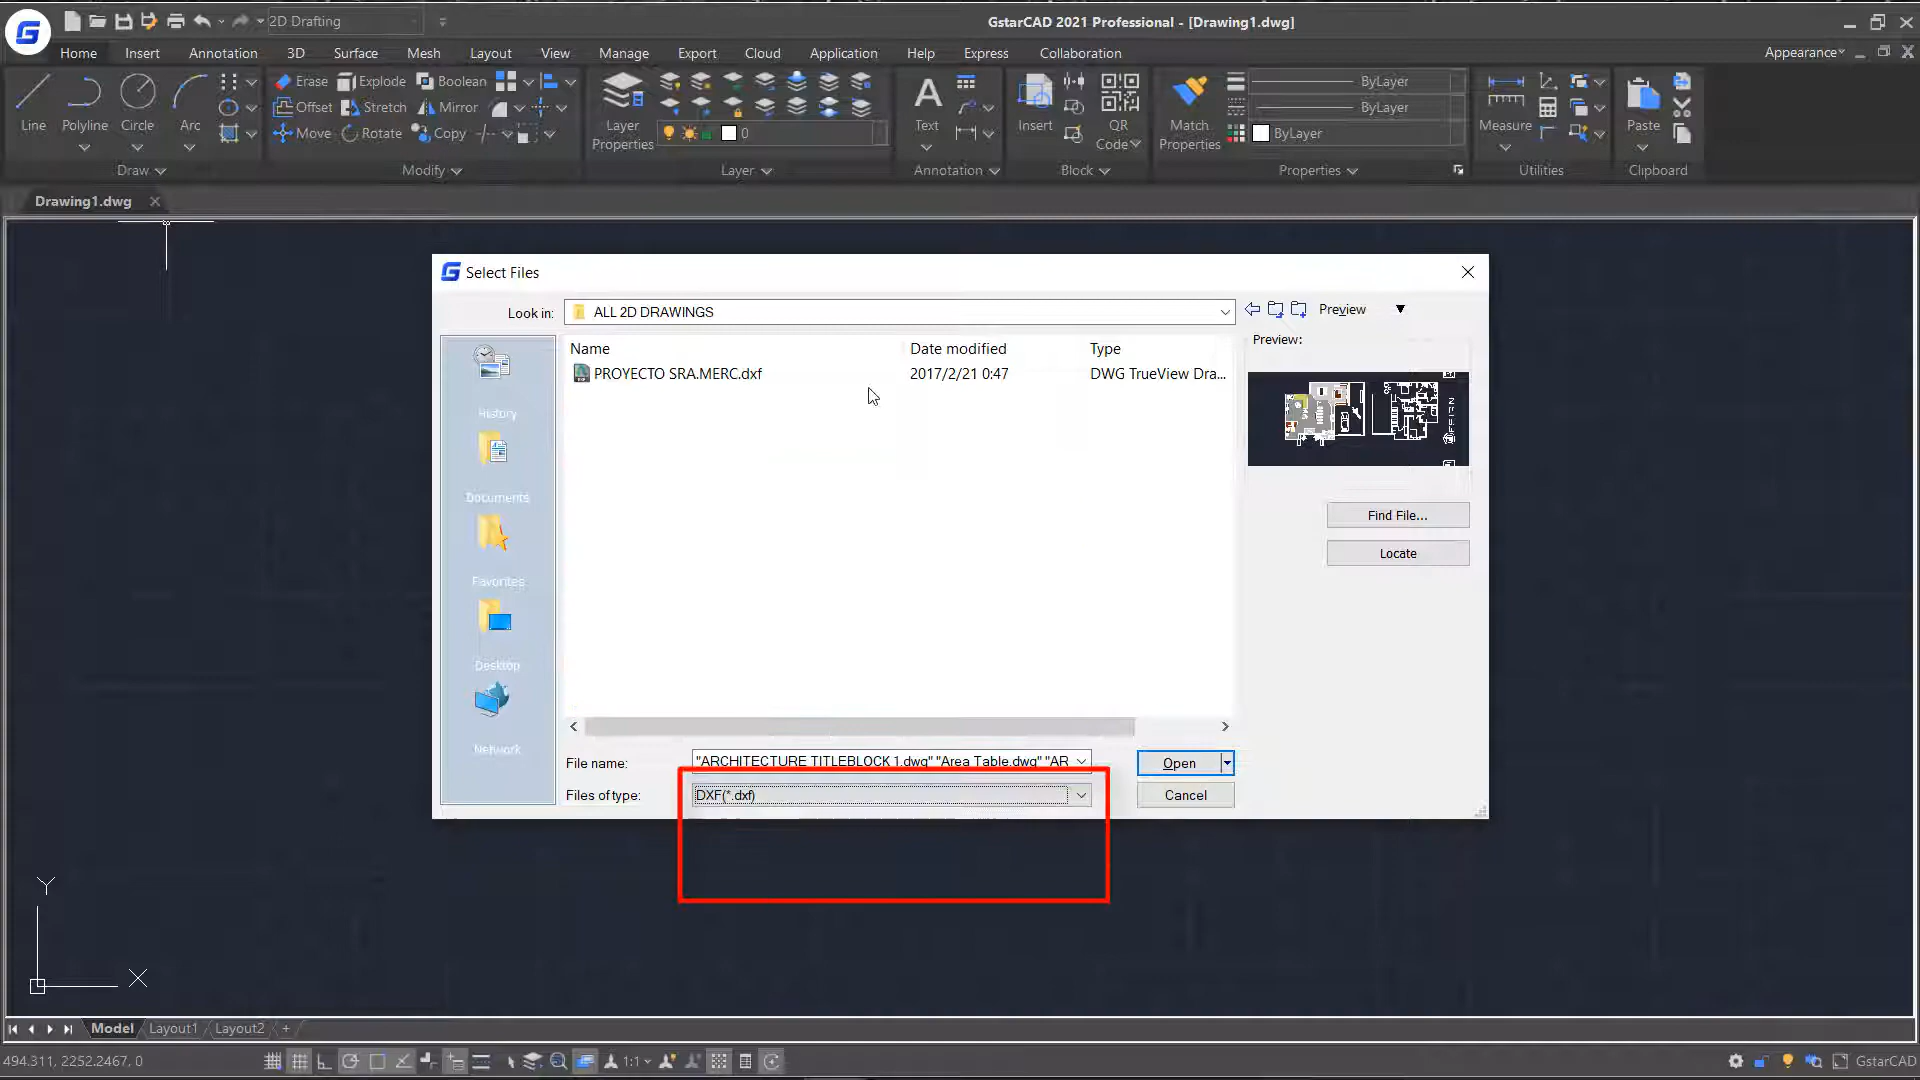 2D Drafting
GstarCAD 2021 Professional - [Drawing1.dwg]
Home Insert Annotation 3D Surface Mesh Layout View Manage Export Cloud Application Help Express Collaboration
Appearance
Line Polyline Circle Arc
Draw
Erase Explode Boolean
Offset Stretch Mirror
Move Rotate Copy
Modify
Layer Properties
0
Layer
Text
Annotation
Insert
QR Code
Block
Match Properties
ByLayer
ByLayer
ByLayer
Properties
Measure
Utilities
Paste
Clipboard
Drawing1.dwg
Select Files
Look in: ALL 2D DRAWINGS
Preview
Name Date modified Type
PROYECTO SRA.MERC.dxf 2017/2/21 0:47 DWG TrueView Dra...
Preview:
History
Documents
Favorites
Desktop
Network
Find File...
Locate
File name: "ARCHITECTURE TITLEBLOCK 1.dwg" "Area Table.dwg" "AR
Open
Files of type: DXF(*.dxf)
Cancel
Y
X
Model Layout1 Layout2 +
494.311, 2252.2467, 0
1:1
GstarCAD